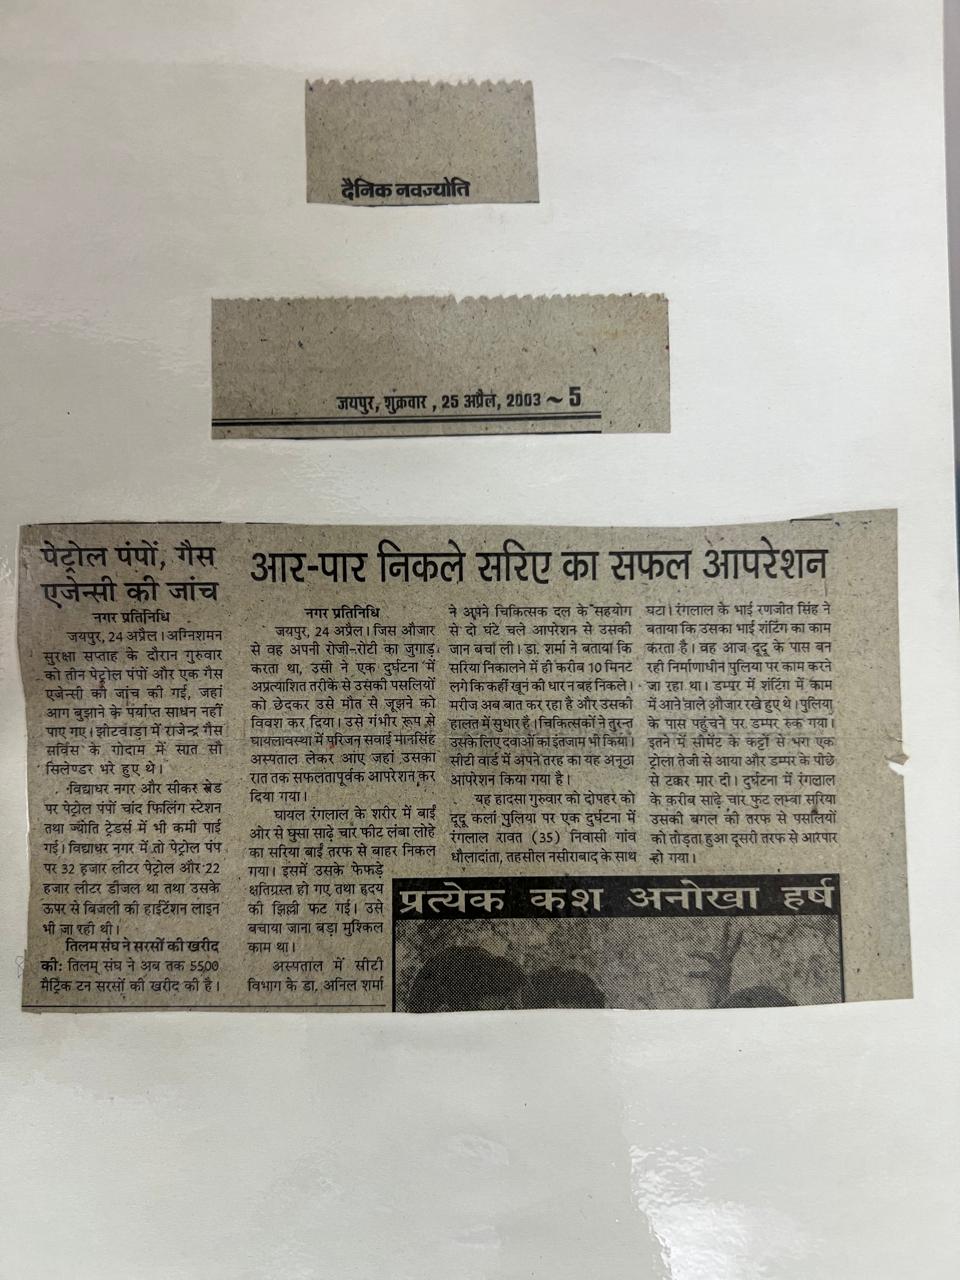 दैनिक नवज्योति
जयपुर, शुक्रवार , 25 अप्रैल, 2003 ~ 5
पेट्रोल पंपों, गैस
एजेन्सी की जांच
नगर प्रतिनिधि
जयपुर, 24 अप्रैल। अग्निशमन
सुरक्षा सप्ताह के दौरान गुरुवार
को तीन पेट्रोल पंपों और एक गैस
एजेन्सी की जांच की गई, जहां
आग बुझाने के पर्याप्त साधन नहीं
पाए गए। झोटवाड़ा में राजेन्द्र गैस
सर्विस के गोदाम में सात सौ
सिलेण्डर भरे हुए थे।
विद्याधर नगर और सीकर रोड
पर पेट्रोल पंपों चांद फिलिंग स्टेशन
तथा ज्योति ट्रेडर्स में भी कमी पाई
गई। विद्याधर नगर में तो पेट्रोल पंप
पर 32 हजार लीटर पेट्रोल और 22
हजार लीटर डीजल था तथा उसके
ऊपर से बिजली की हाईटेंशन लाइन
भी जा रही थी।
तिलम संघ ने सरसों की खरीद
की: तिलम् संघ ने अब तक 5500
मैट्रिक टन सरसों की खरीद की है।
आर-पार निकले सरिए का सफल आपरेशन
नगर प्रतिनिधि
जयपुर, 24 अप्रैल। जिस औजार
से वह अपनी रोजी-रोटी का जुगाड़
करता था, उसी ने एक दुर्घटना में
अप्रत्याशित तरीके से उसकी पसलियों
को छेदकर उसे मौत से जूझने को
विवश कर दिया। उसे गंभीर रूप से
घायलावस्था में परिजन सवाई मानसिंह
अस्पताल लेकर आए जहां उसका
रात तक सफलतापूर्वक आपरेशन कर
दिया गया।
घायल रंगलाल के शरीर में बाईं
ओर से घुसा साढ़े चार फीट लंबा लोहे
का सरिया बाईं तरफ से बाहर निकल
गया। इसमें उसके फेफड़े
क्षतिग्रस्त हो गए तथा हृदय
की झिल्ली फट गई। उसे
बचाया जाना बड़ा मुश्किल
काम था।
अस्पताल में सीटी
विभाग के डा. अनिल शर्मा
ने अपने चिकित्सक दल के सहयोग
से दो घंटे चले आपरेशन से उसकी
जान बचा ली। डा. शर्मा ने बताया कि
सरिया निकालने में ही करीब 10 मिनट
लगे कि कहीं खून की धार न बह निकले।
मरीज अब बात कर रहा है और उसकी
हालत में सुधार है। चिकित्सकों ने तुरन्त
उसके लिए दवाओं का इंतजाम भी किया।
सीटी वार्ड में अपने तरह का यह अनूठा
आपरेशन किया गया है।
यह हादसा गुरुवार को दोपहर को
दूदू कलां पुलिया पर एक दुर्घटना में
रंगलाल रावत (35) निवासी गांव
धौलादांता, तहसील नसीराबाद के साथ
घटा। रंगलाल के भाई रणजीत सिंह ने
बताया कि उसका भाई शंटिंग का काम
करता है। वह आज दूदू के पास बन
रही निर्माणाधीन पुलिया पर काम करने
जा रहा था। डम्पर में शंटिंग में काम
में आने वाले औजार रखे हुए थे। पुलिया
के पास पहुंचने पर डम्पर रुक गया।
इतने में सीमेंट के कट्टों से भरा एक
ट्रोला तेजी से आया और डम्पर के पीछे
से टक्कर मार दी। दुर्घटना में रंगलाल
के करीब साढ़े चार फुट लम्बा सरिया
उसकी बगल की तरफ से पसलियों
को तोड़ता हुआ दूसरी तरफ से आरपार
हो गया।
प्रत्येक कश अनोखा हर्ष